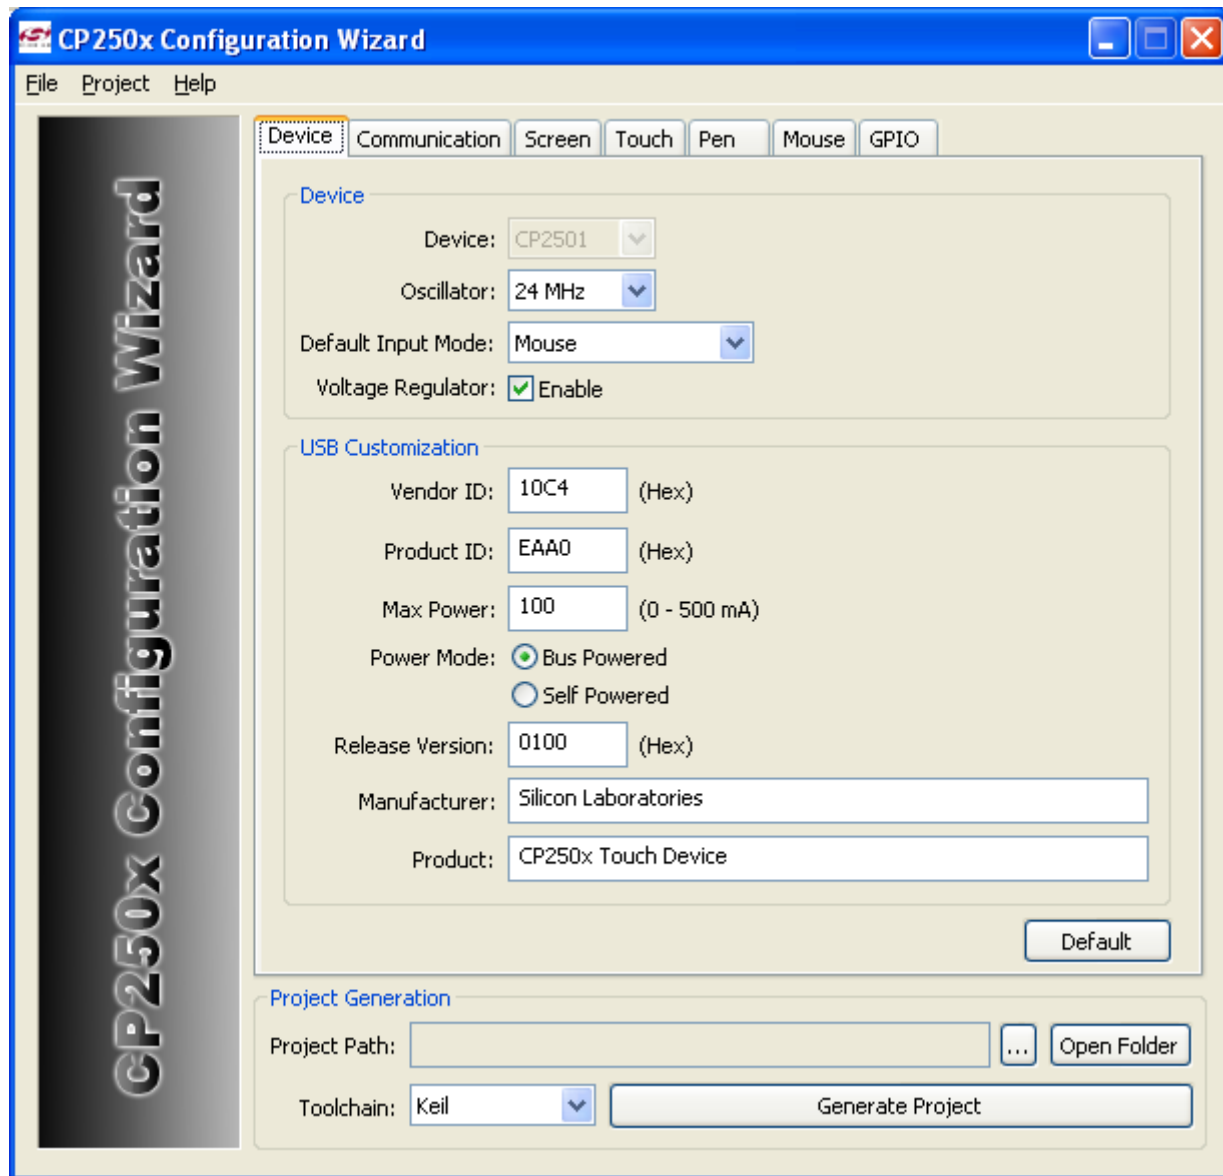 CP250x Configuration Wizard
File Project Help
CP250x Configuration Wizard
Device Communication Screen Touch Pen Mouse GPIO
Device
Device: CP2501
Oscillator: 24 MHz
Default Input Mode: Mouse
Voltage Regulator: Enable
USB Customization
Vendor ID: 10C4 (Hex)
Product ID: EAA0 (Hex)
Max Power: 100 (0 - 500 mA)
Power Mode: Bus Powered
Self Powered
Release Version: 0100 (Hex)
Manufacturer: Silicon Laboratories
Product: CP250x Touch Device
Default
Project Generation
Project Path: ... Open Folder
Toolchain: Keil Generate Project